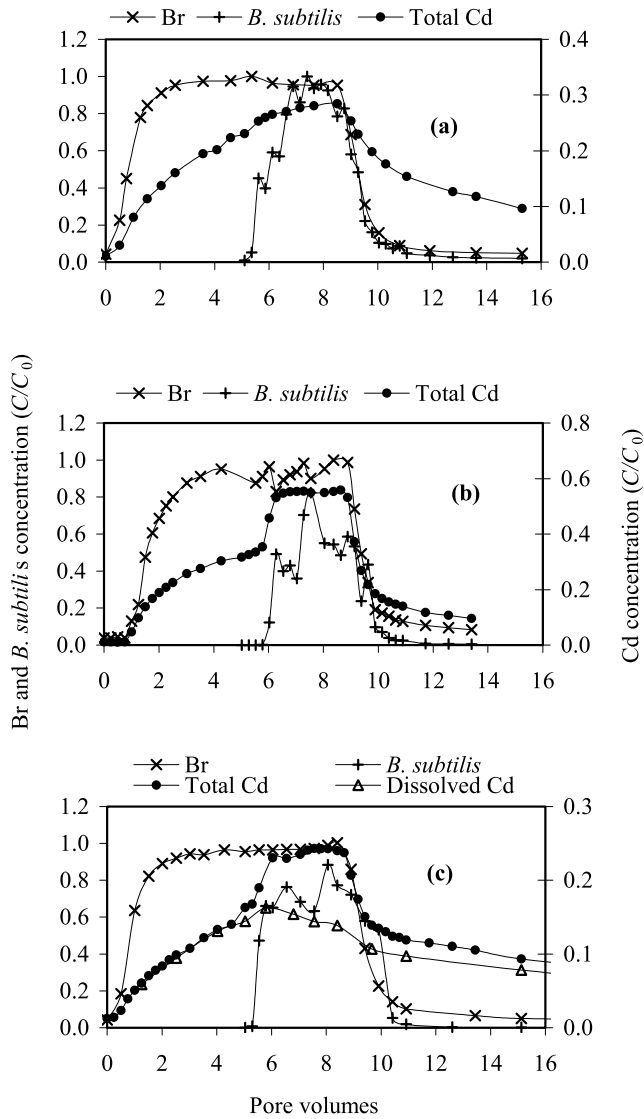 Br B. subtilis Total Cd
1.2 0.4
1.0
0.8 0.3
(a)
0.6 0.2
0.4
0.2 0.1
0.0 0.0
0 2 4 6 8 10 12 14 16
Br B. subtilis Total Cd
1.2 0.8
1.0
0.8 0.6
(b)
0.6 0.4
0.4
0.2 0.2
0.0 0.0
0 2 4 6 8 10 12 14 16
Br and B. subtilis concentration (C/C0)
Cd concentration (C/C0)
Br B. subtilis
Total Cd Dissolved Cd
1.2 0.3
1.0
0.8 0.2
(c)
0.6
0.4 0.1
0.2
0.0 0.0
0 2 4 6 8 10 12 14 16
Pore volumes